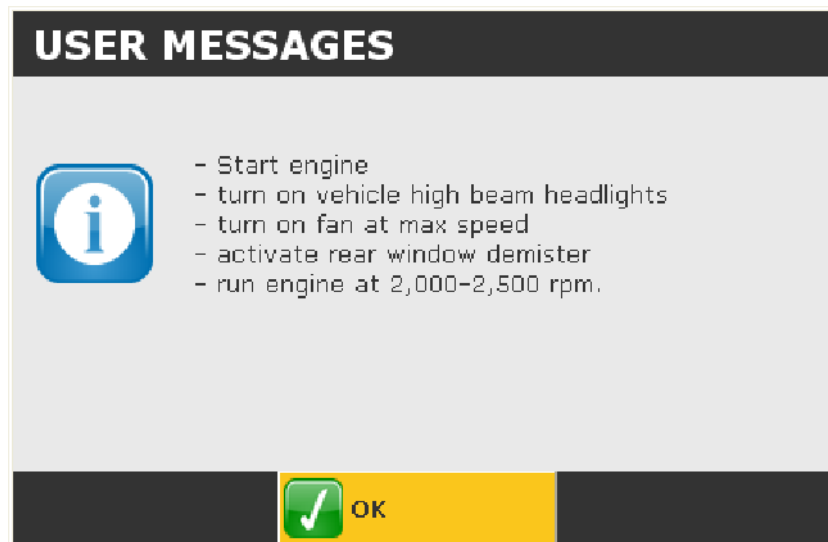 USER MESSAGES
- Start engine
- turn on vehicle high beam headlights
- turn on fan at max speed
- activate rear window demister
- run engine at 2,000-2,500 rpm.
OK